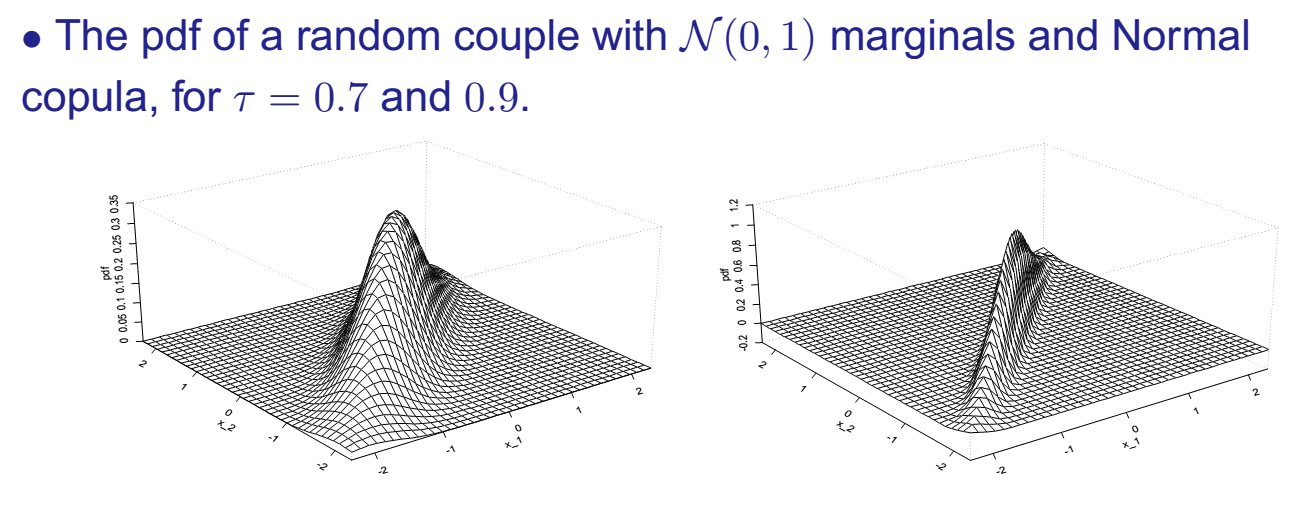 • The pdf of a random couple with 𝒩(0, 1) marginals and Normal
copula, for τ = 0.7 and 0.9.
pdf
0 0.05 0.1 0.15 0.2 0.25 0.3 0.35
x_2
2 1 0 -1 -2
x_1
-2 -1 0 1 2
pdf
-0.2 0 0.2 0.4 0.6 0.8 1 1.2
x_2
2 1 0 -1 -2
x_1
-2 -1 0 1 2